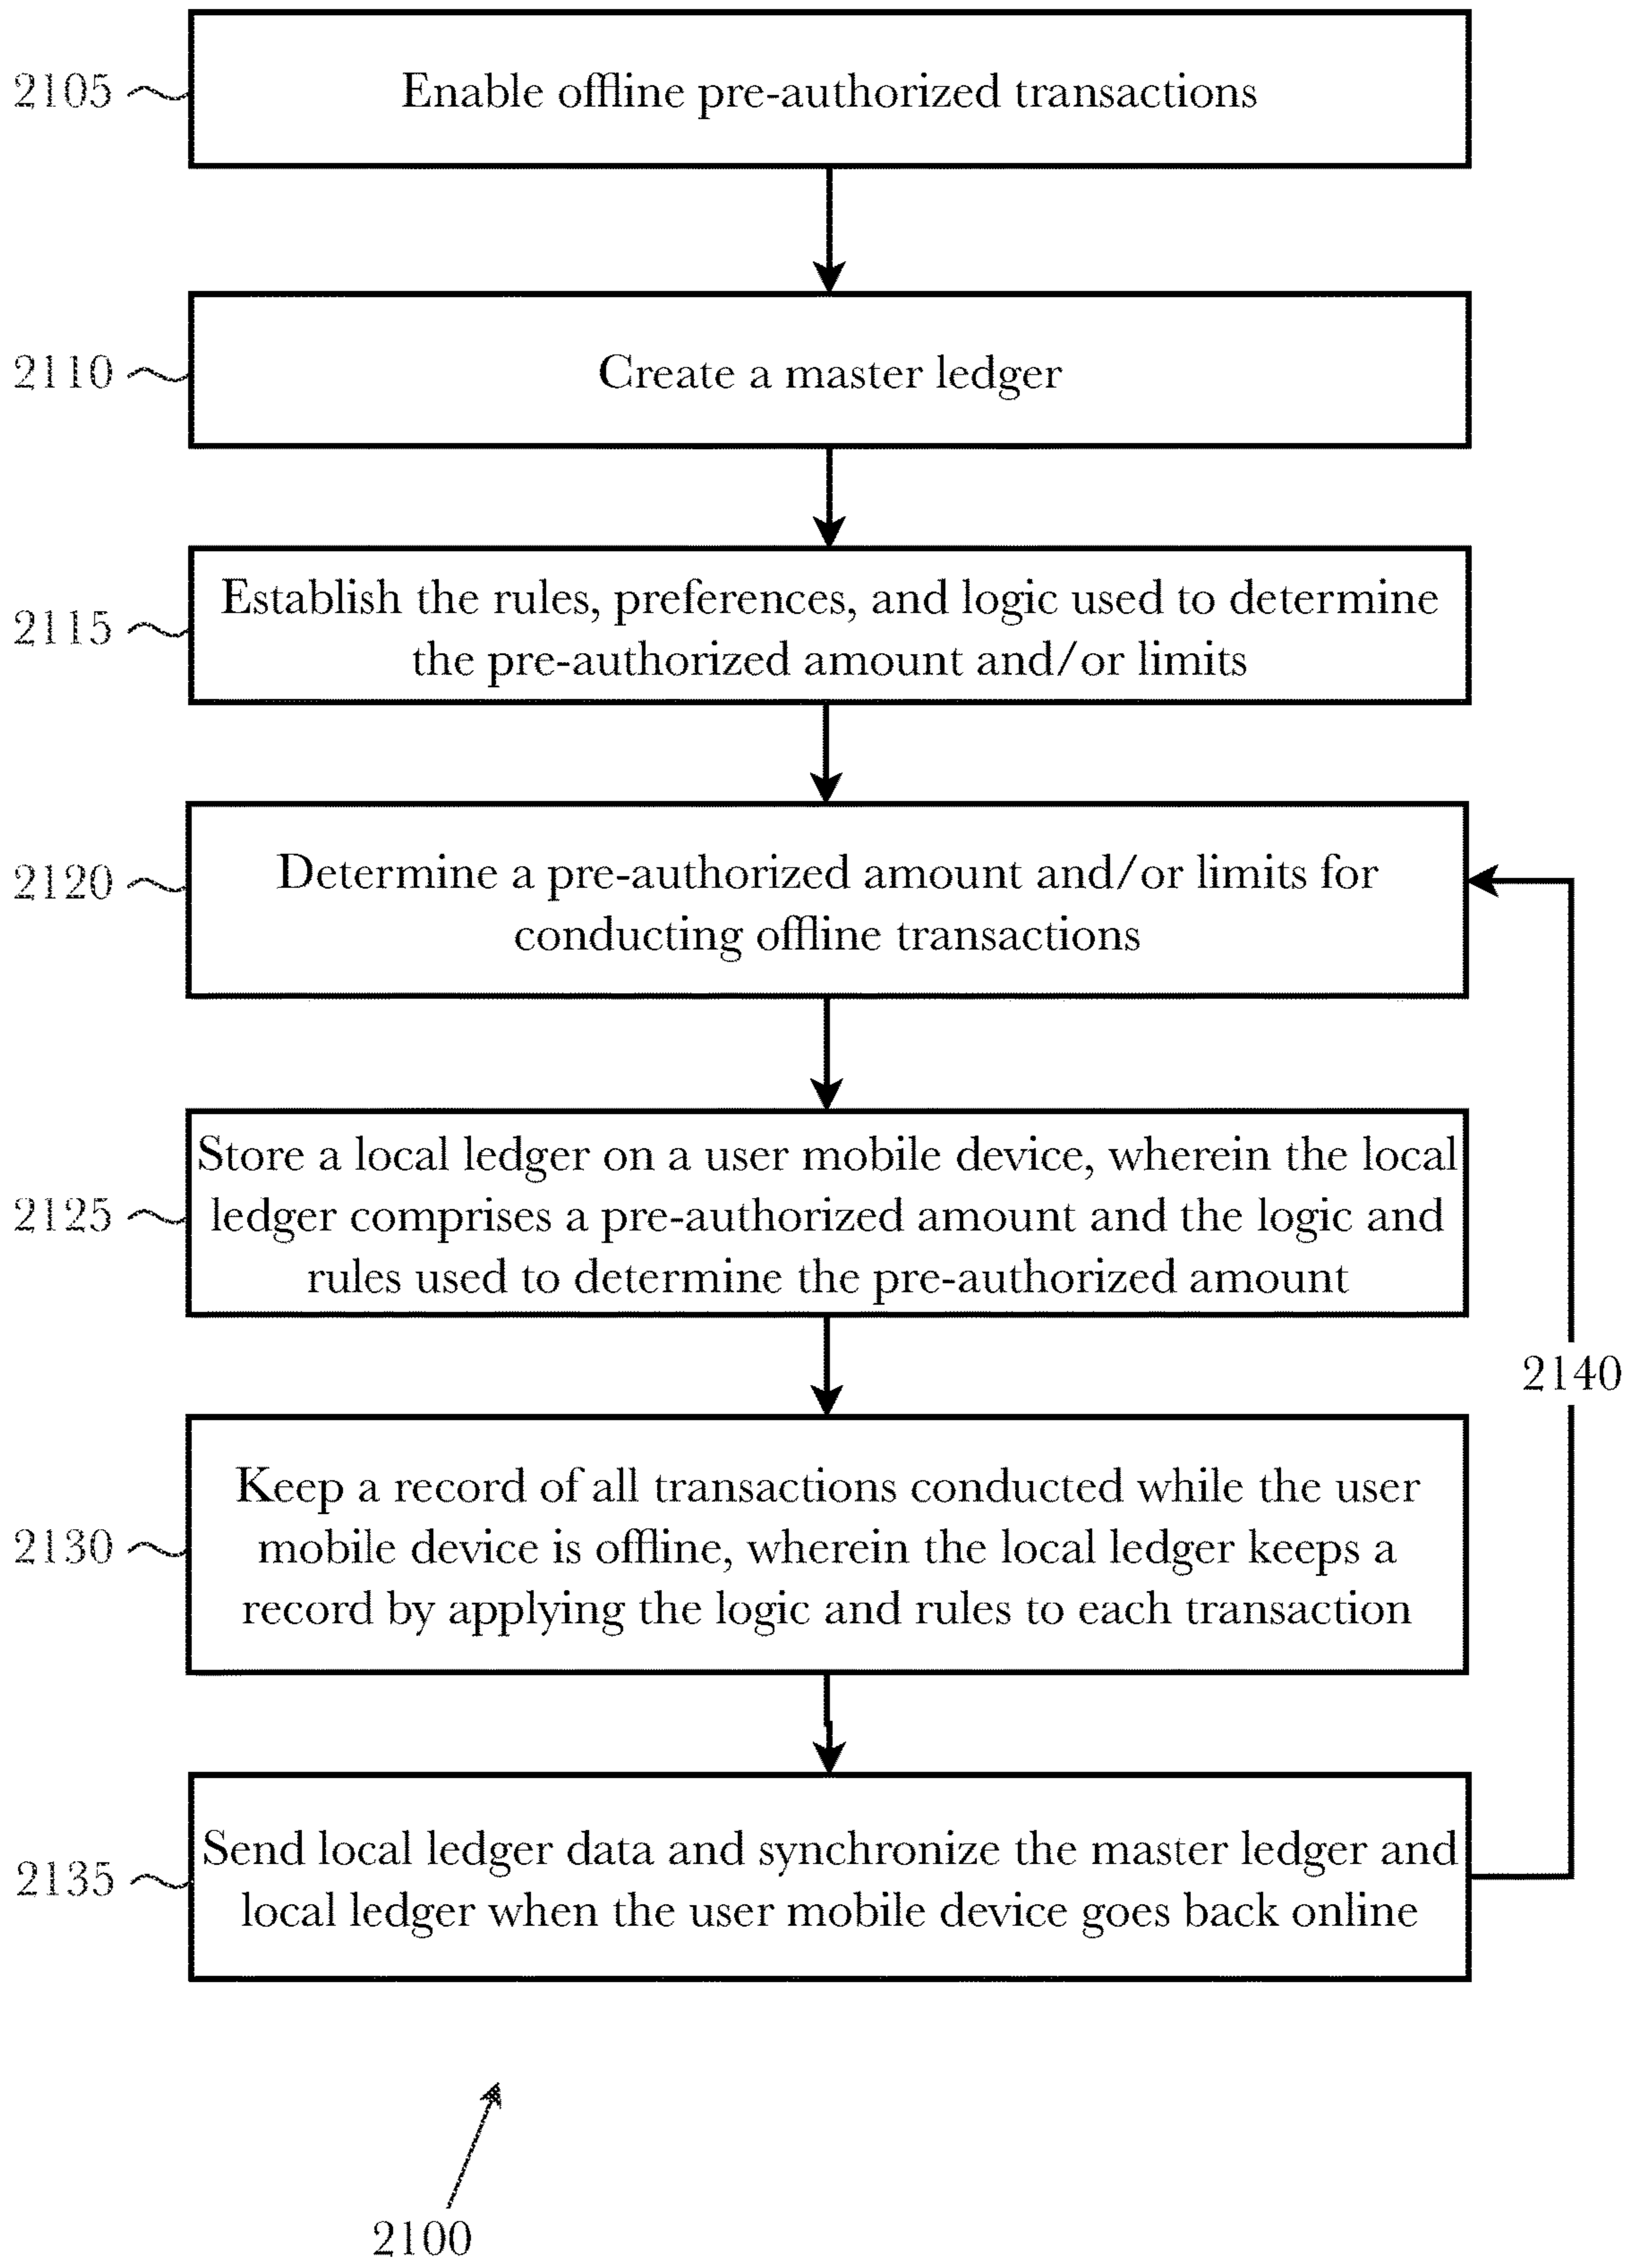 2105
Enable offline pre-authorized transactions
2110
Create a master ledger
2115
Establish the rules, preferences, and logic used to determine
the pre-authorized amount and/or limits
2120
Determine a pre-authorized amount and/or limits for
conducting offline transactions
2125
Store a local ledger on a user mobile device, wherein the local
ledger comprises a pre-authorized amount and the logic and
rules used to determine the pre-authorized amount
2140
2130
Keep a record of all transactions conducted while the user
mobile device is offline, wherein the local ledger keeps a
record by applying the logic and rules to each transaction
2135
Send local ledger data and synchronize the master ledger and
local ledger when the user mobile device goes back online
2100